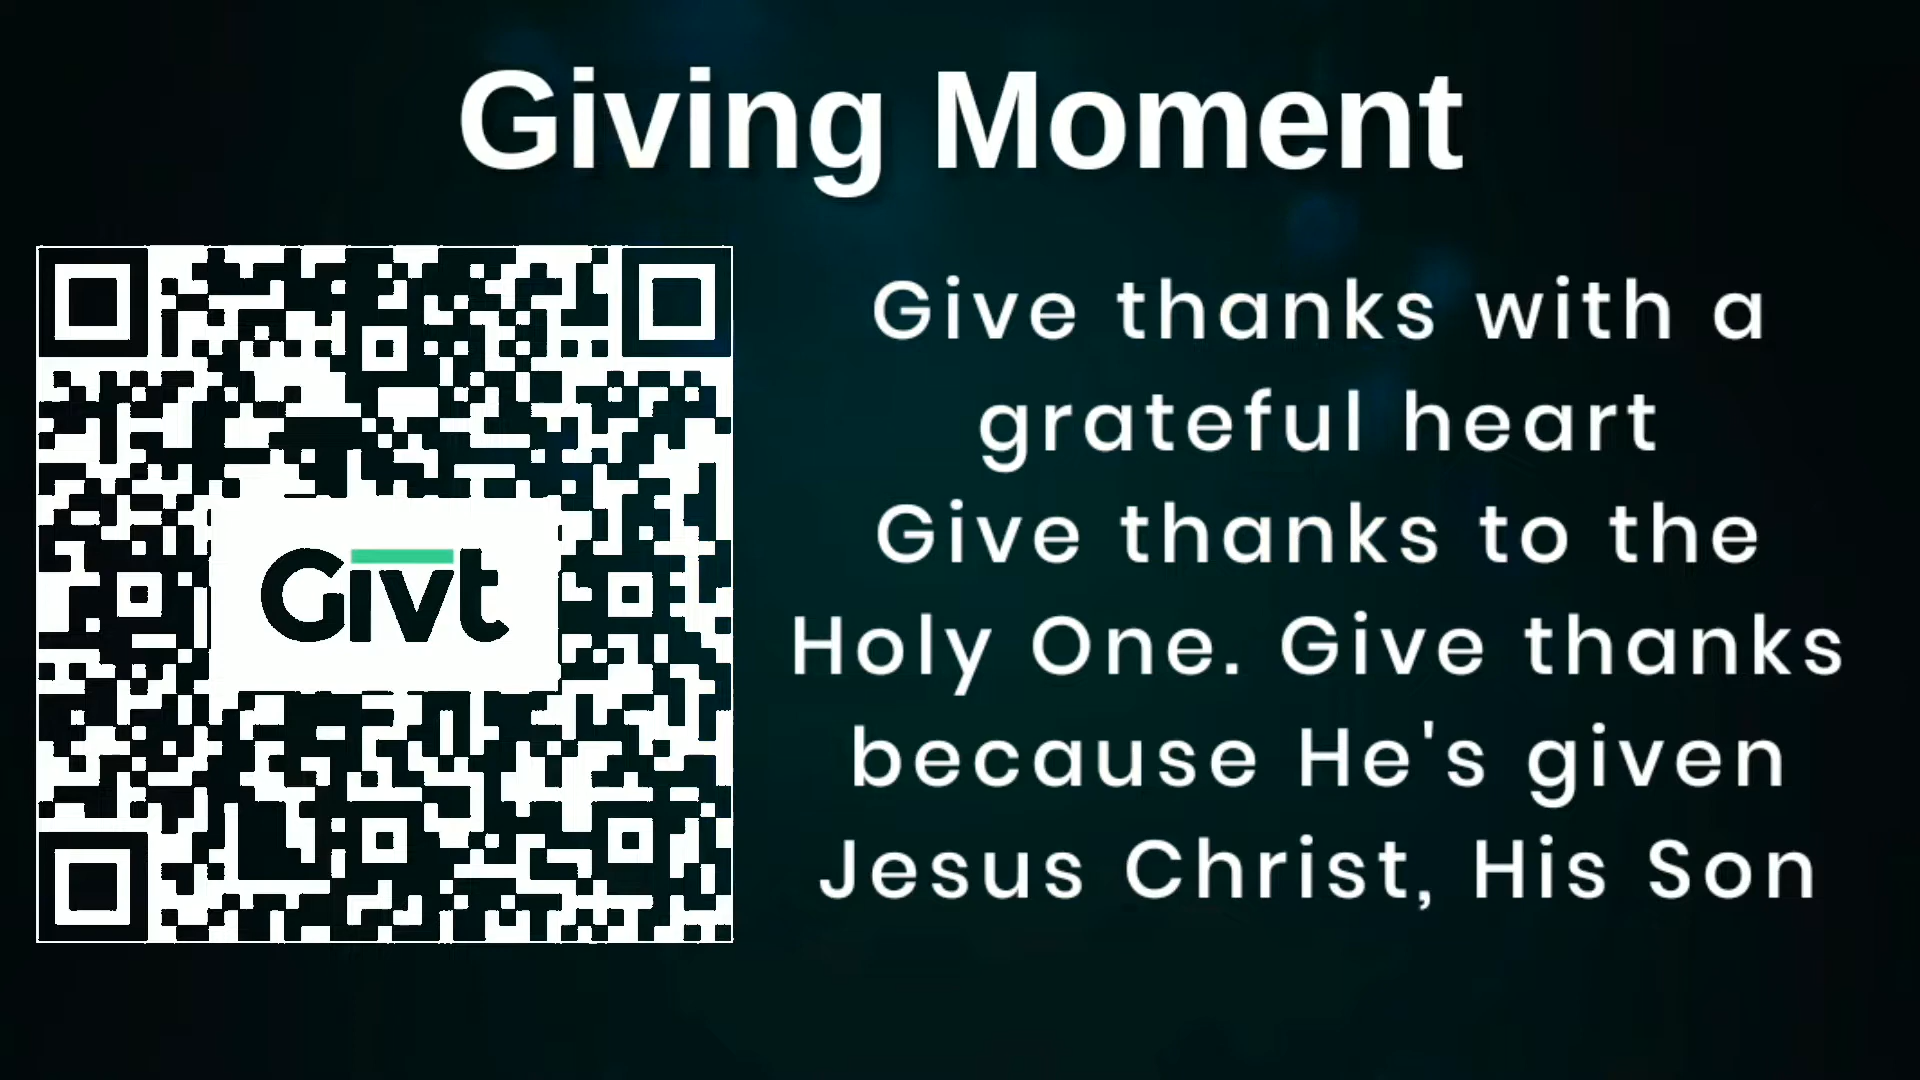 Giving Moment
Givt
Give thanks with a
grateful heart
Give thanks to the
Holy One. Give thanks
because He's given
Jesus Christ, His Son